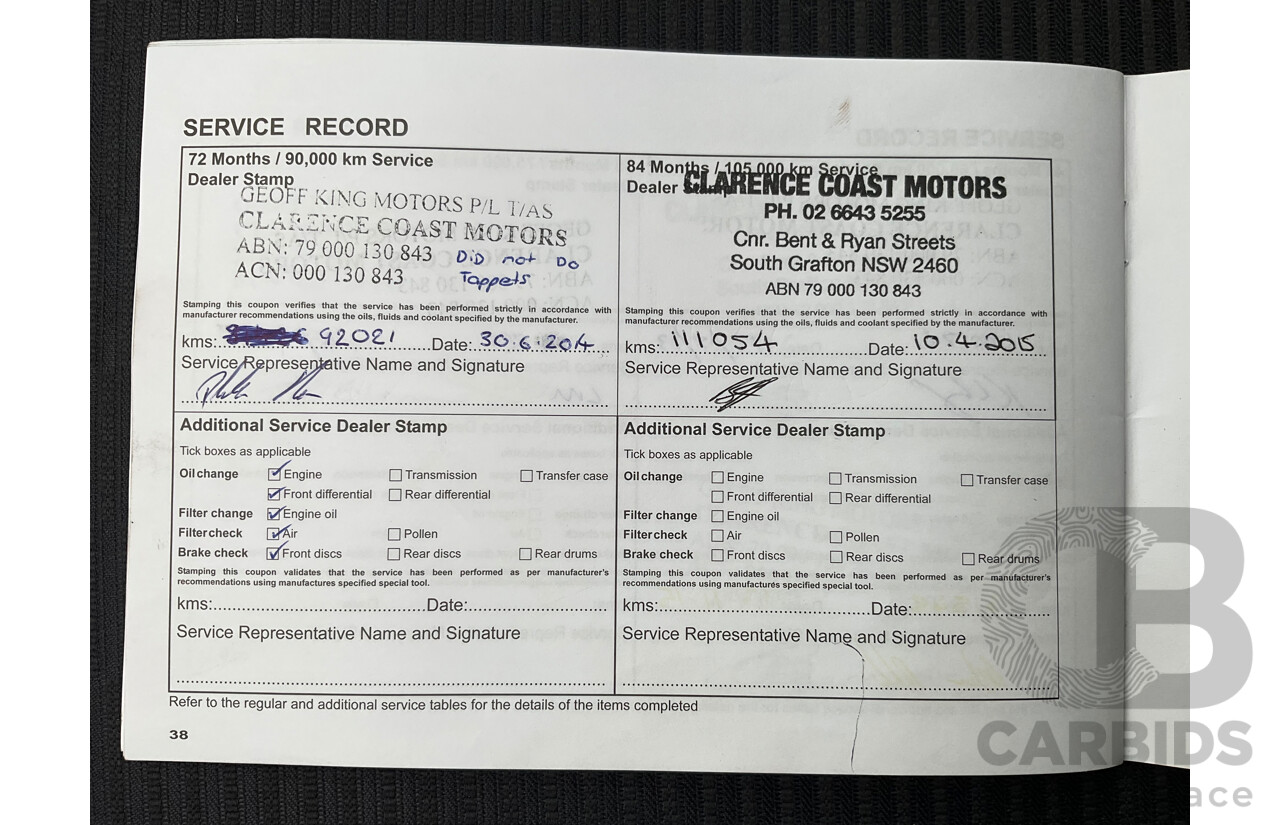 SERVICE RECORD
72 Months / 90,000 km Service
Dealer Stamp
GEOFF KING MOTORS P/L T/AS
CLARENCE COAST MOTORS
ABN: 79 000 130 843
ACN: 000 130 843
DID not DO
Tappets
Stamping this coupon verifies that the service has been performed strictly in accordance with
manufacturer recommendations using the oils, fluids and coolant specified by the manufacturer.
kms: 92021 Date: 30.6.2014
Service Representative Name and Signature
Additional Service Dealer Stamp
Tick boxes as applicable
Oil change Engine Transmission Transfer case
Front differential Rear differential
Filter change Engine oil
Filter check Air Pollen
Brake check Front discs Rear discs Rear drums
Stamping this coupon validates that the service has been performed as per manufacturer's
recommendations using manufactures specified special tool.
kms: Date:
Service Representative Name and Signature
84 Months / 105,000 km Service
Dealer Stamp
CLARENCE COAST MOTORS
PH. 02 6643 5255
Cnr. Bent & Ryan Streets
South Grafton NSW 2460
ABN 79 000 130 843
Stamping this coupon verifies that the service has been performed strictly in accordance with
manufacturer recommendations using the oils, fluids and coolant specified by the manufacturer.
kms: 111054 Date: 10.4.2015
Service Representative Name and Signature
Additional Service Dealer Stamp
Tick boxes as applicable
Oil change Engine Transmission Transfer case
Front differential Rear differential
Filter change Engine oil
Filter check Air Pollen
Brake check Front discs Rear discs Rear drums
Stamping this coupon validates that the service has been performed as per manufacturer's
recommendations using manufactures specified special tool.
kms: Date:
Service Representative Name and Signature
Refer to the regular and additional service tables for the details of the items completed
38
CB
CARBIDS
ace